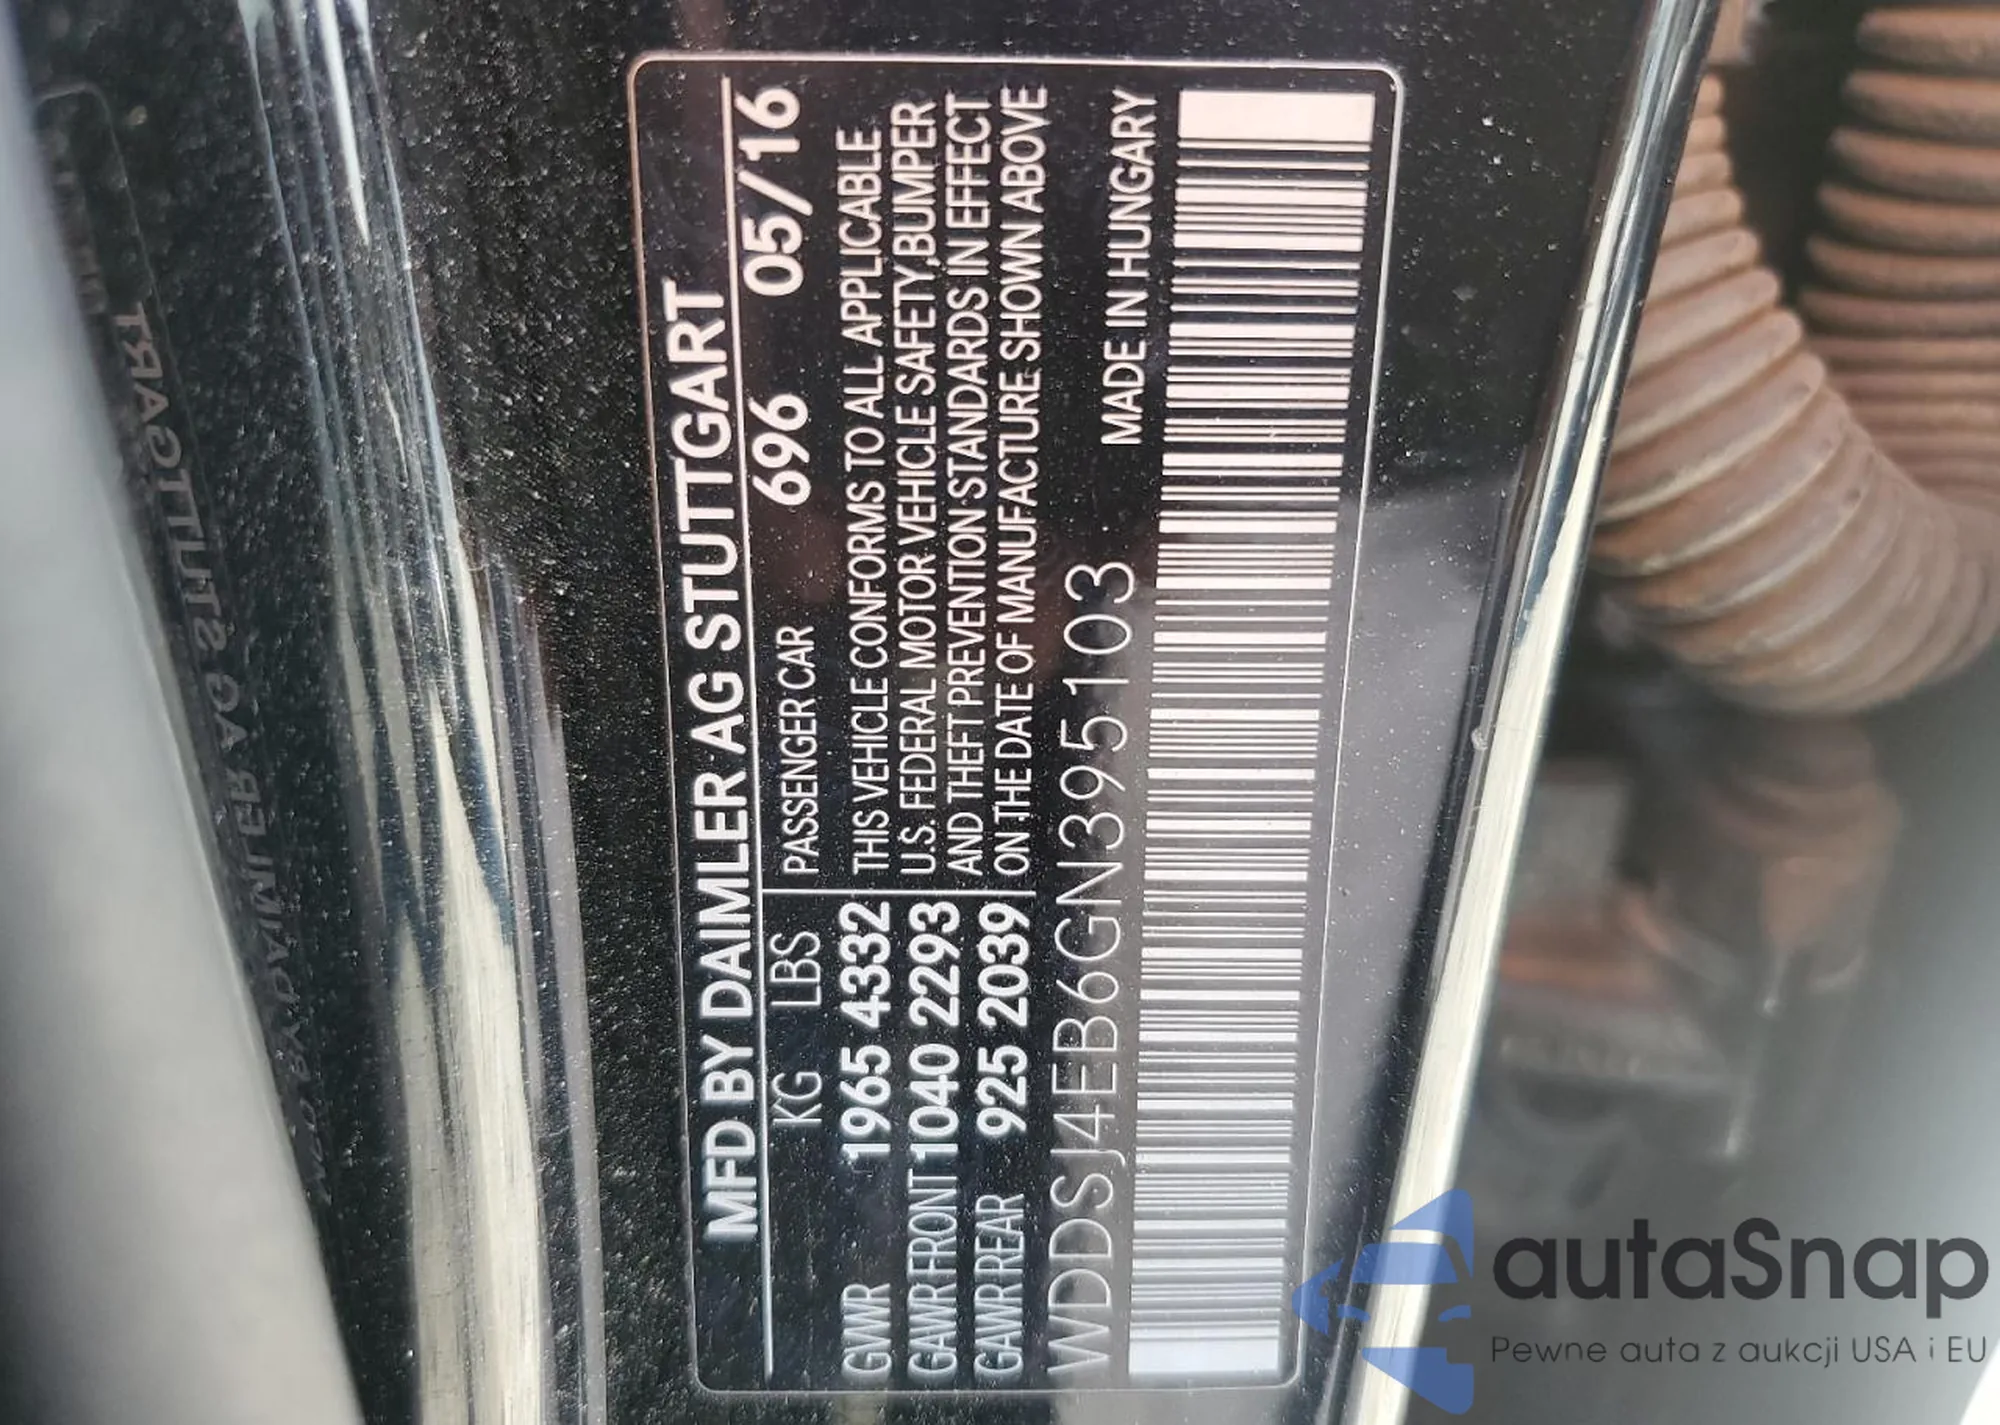 MFD BY DAIMLER AG STUTTGART
KG LBS PASSENGER CAR 696 05/16
GVWR 1965 4332 THIS VEHICLE CONFORMS TO ALL APPLICABLE
GAWR FRONT 1040 2293 U.S. FEDERAL MOTOR VEHICLE SAFETY,BUMPER
GAWR REAR 925 2039 AND THEFT PREVENTION STANDARDS IN EFFECT
ON THE DATE OF MANUFACTURE SHOWN ABOVE
WDDSJ4EB6GN395103 MADE IN HUNGARY
autaSnap
Pewne auta z aukcji USA i EU